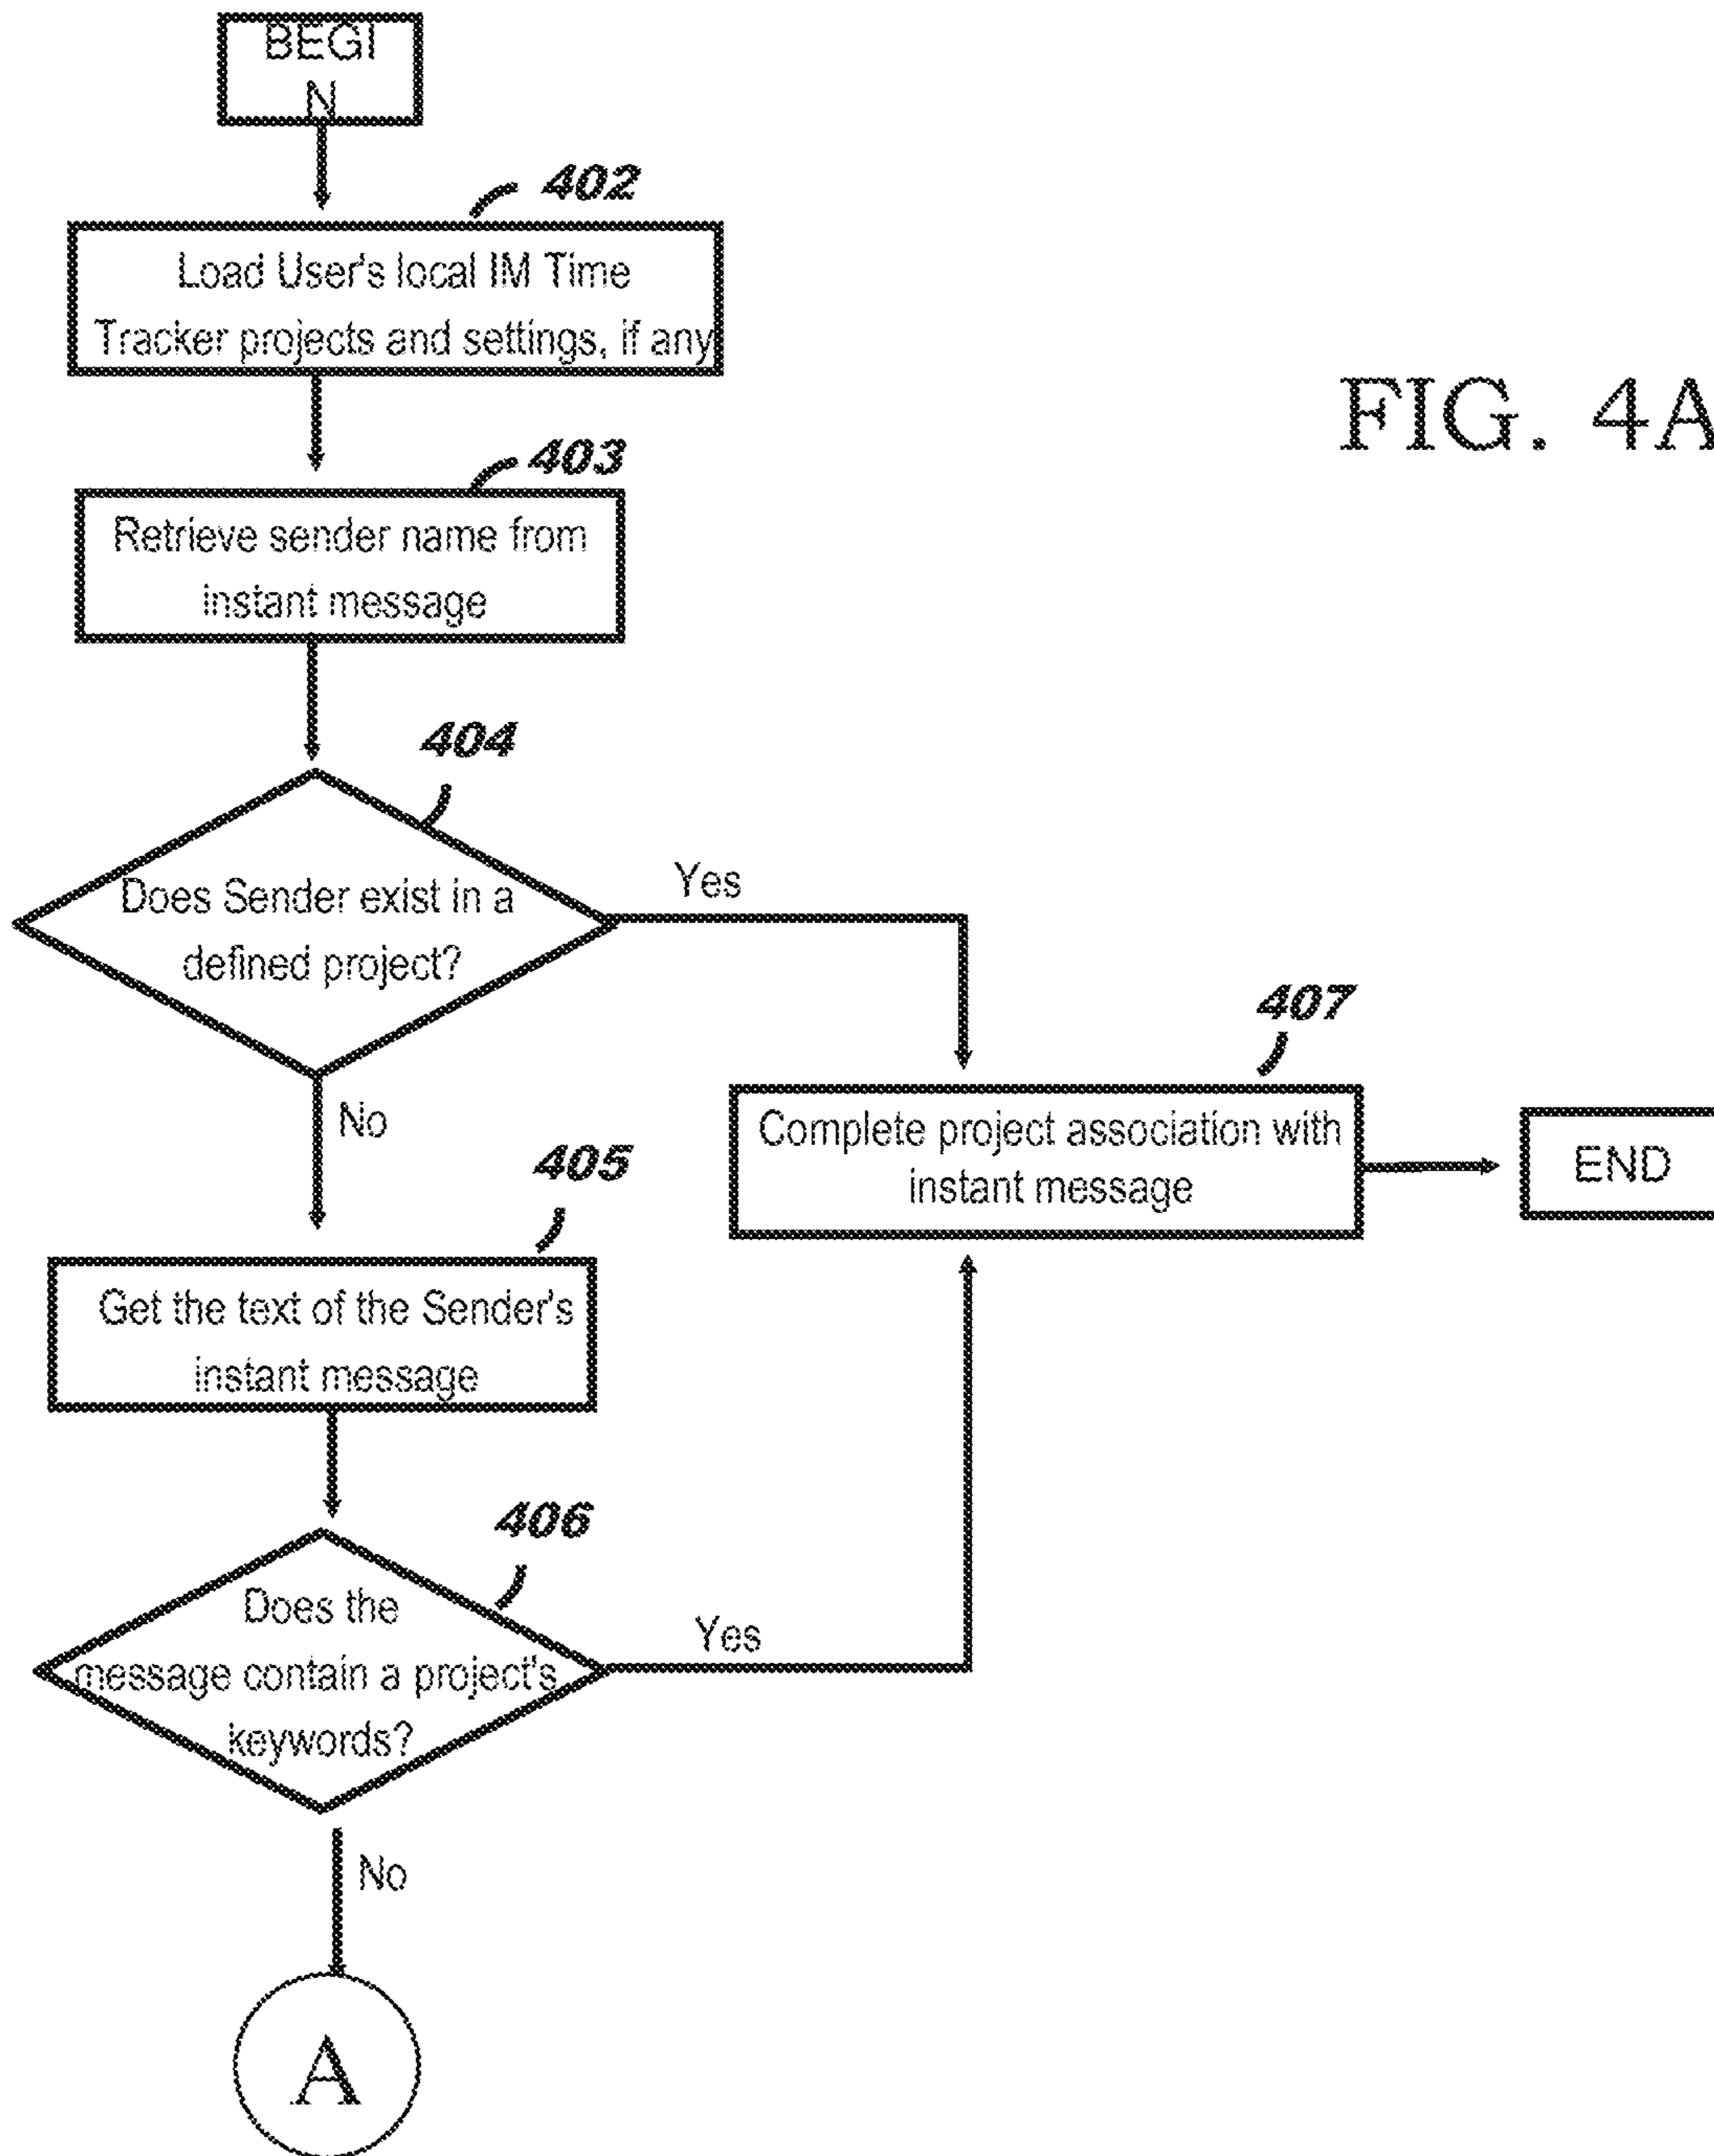 BEGI
N
402
Load User's local IM Time
Tracker projects and settings, if any
FIG. 4A
403
Retrieve sender name from
instant message
404
Does Sender exist in a
defined project?
Yes
No
407
Complete project association with
instant message
END
405
Get the text of the Sender's
instant message
406
Does the
message contain a project's
keywords?
Yes
No
A